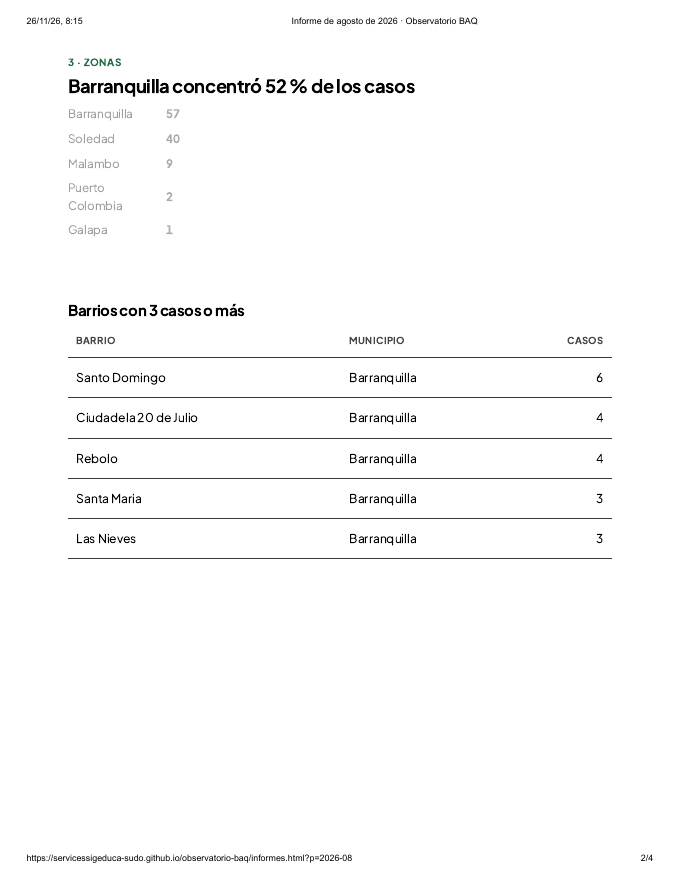 26/11/26, 8:15
Informe de agosto de 2026 · Observatorio BAQ
3 · ZONAS
Barranquilla concentró 52 % de los casos
Barranquilla 57
Soledad 40
Malambo 9
Puerto
Colombia 2
Galapa 1
Barrios con 3 casos o más
BARRIO MUNICIPIO CASOS
Santo Domingo Barranquilla 6
Ciudadela 20 de Julio Barranquilla 4
Rebolo Barranquilla 4
Santa Maria Barranquilla 3
Las Nieves Barranquilla 3
https://servicessigeduca-sudo.github.io/observatorio-baq/informes.html?p=2026-08
2/4